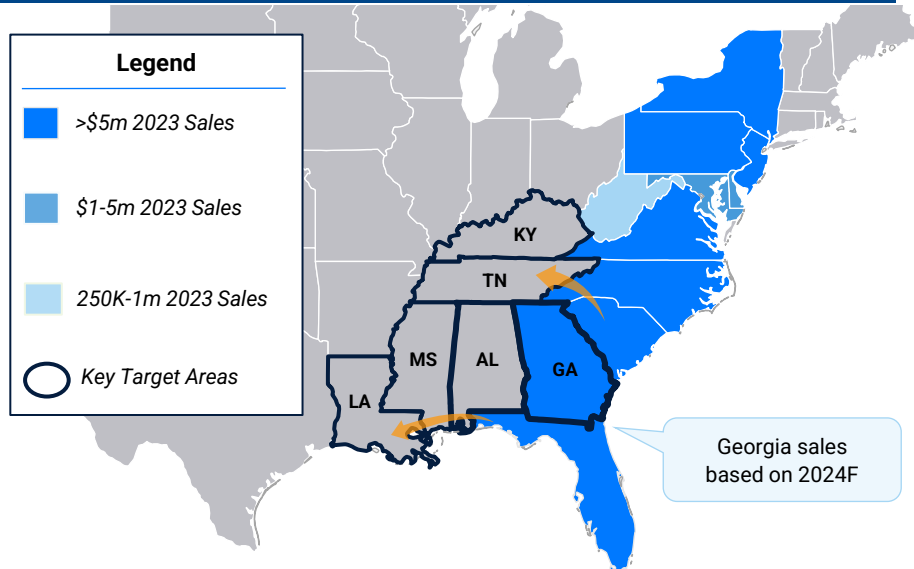 Legend
>$5m 2023 Sales
$1-5m 2023 Sales
250K-1m 2023 Sales
Key Target Areas
KY
TN
MS
AL
GA
LA
Georgia sales
based on 2024F